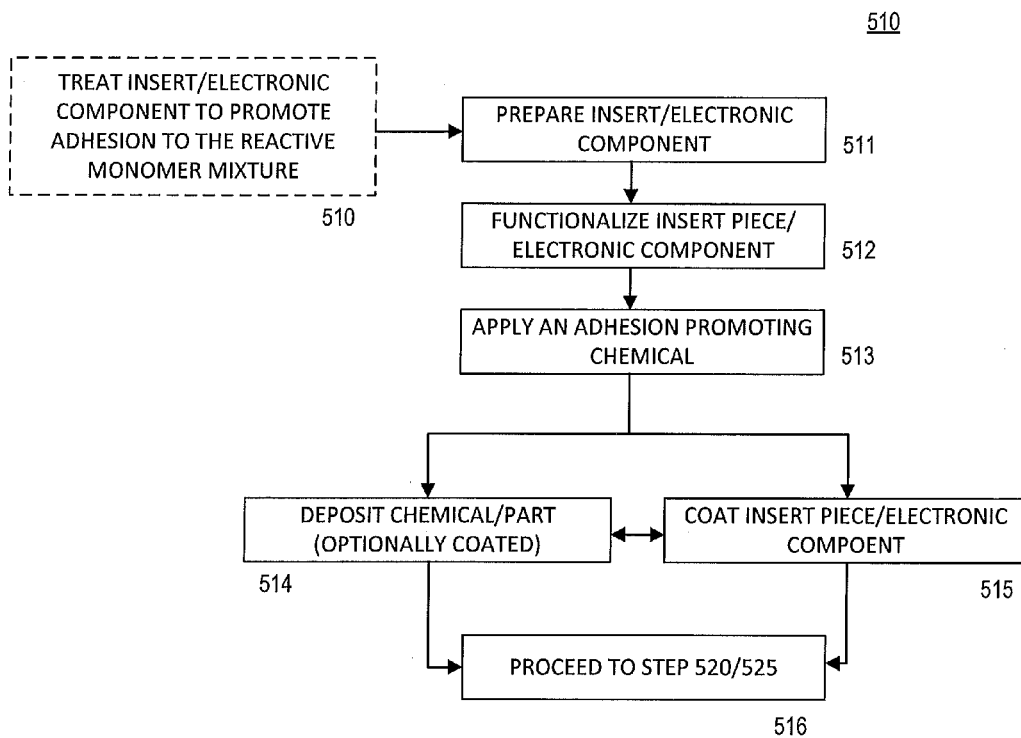 510
TREAT INSERT/ELECTRONIC
COMPONENT TO PROMOTE
ADHESION TO THE REACTIVE
MONOMER MIXTURE
510
PREPARE INSERT/ELECTRONIC
COMPONENT
511
FUNCTIONALIZE INSERT PIECE/
ELECTRONIC COMPONENT
512
APPLY AN ADHESION PROMOTING
CHEMICAL
513
DEPOSIT CHEMICAL/PART
(OPTIONALLY COATED)
514
COAT INSERT PIECE/ELECTRONIC
COMPOENT
515
PROCEED TO STEP 520/525
516